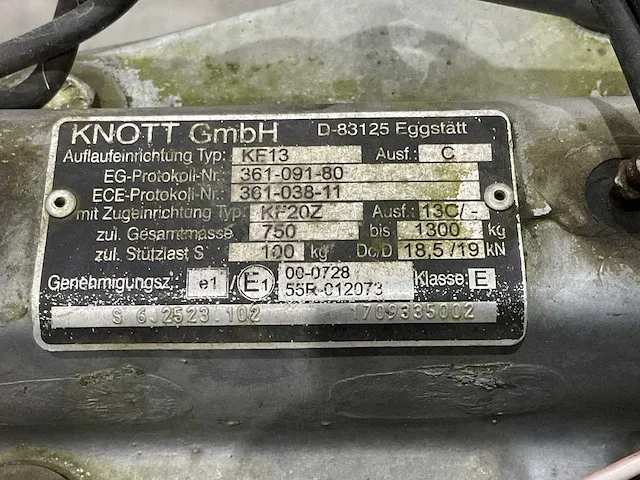 KNOTT GmbH D-83125 Eggstätt
Auflaufeinrichtung Typ: KF13 Ausf.: C
EG-Protokoll-Nr.: 361-091-80
ECE-Protokoll-Nr.: 361-038-11
mit Zugeinrichtung Typ: KF20Z Ausf.: 13C/-
zul. Gesamtmasse 750 bis 1300 kg
zul. Stützlast S 100 kg Dc/D 18,5/19 kN
Genehmigungsz.: e1 / E1 00-0728 Klasse: E
55R-012073
S 6J2523.102 1709335002